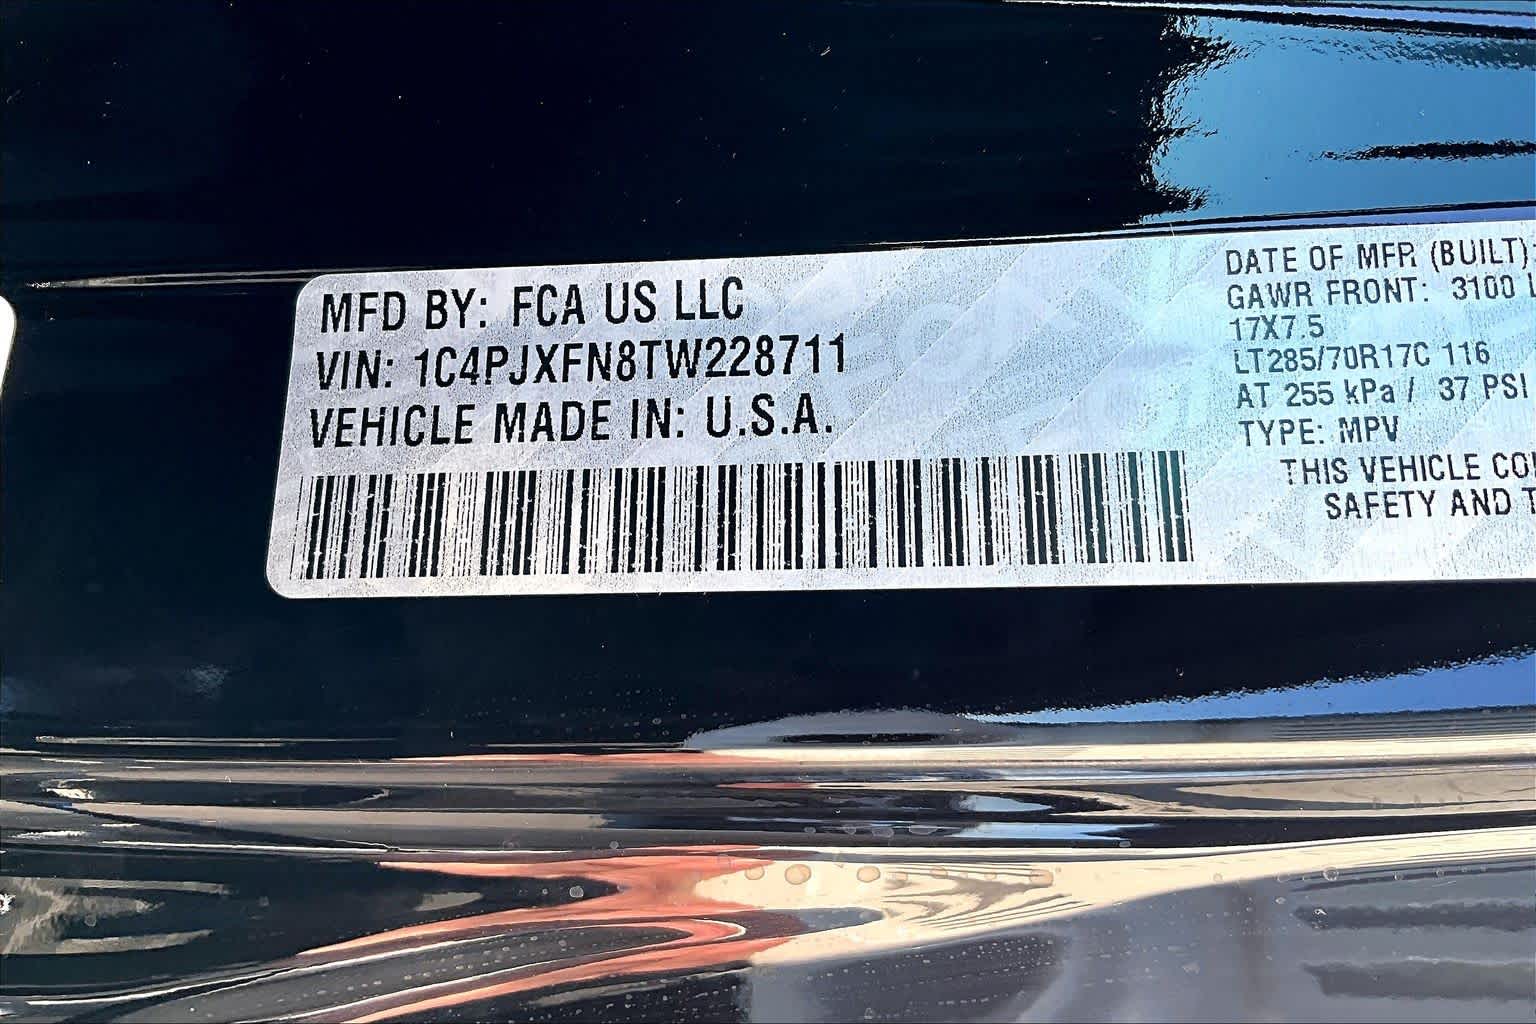 MFD BY: FCA US LLC
VIN: 1C4PJXFN8TW228711
VEHICLE MADE IN: U.S.A.
DATE OF MFR (BUILT):
GAWR FRONT: 3100
17X7.5
LT285/70R17C 116
AT 255 kPa / 37 PSI
TYPE: MPV
THIS VEHICLE
SAFETY AND